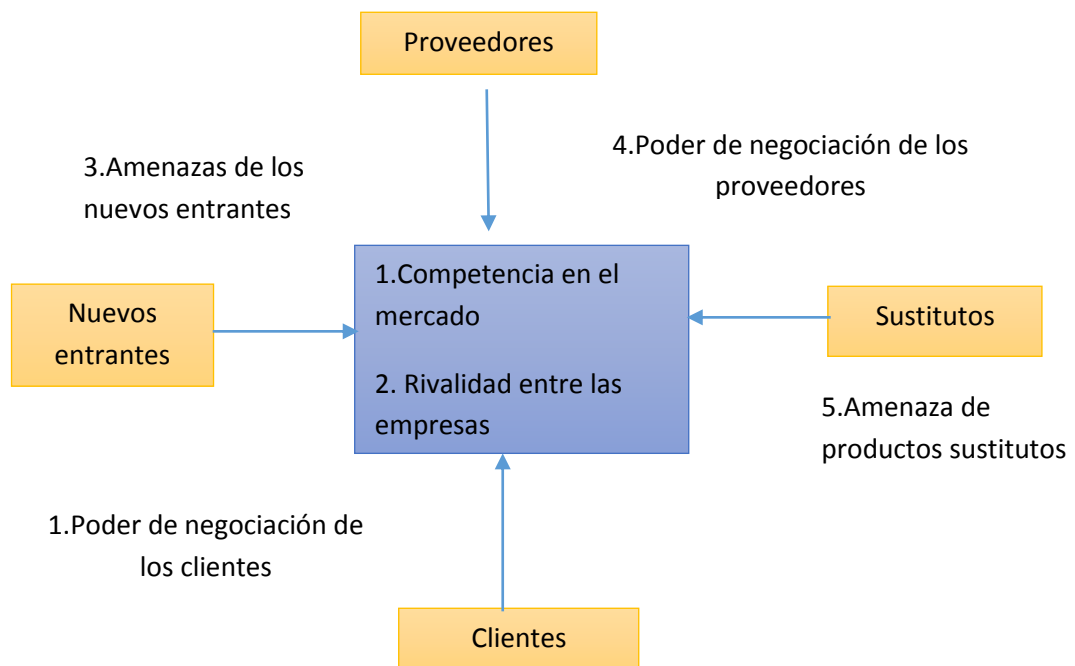 Proveedores
3.Amenazas de los
nuevos entrantes
4.Poder de negociación de los
proveedores
Nuevos
entrantes
1.Competencia en el
mercado
2. Rivalidad entre las
empresas
Sustitutos
5.Amenaza de
productos sustitutos
1.Poder de negociación de
los clientes
Clientes